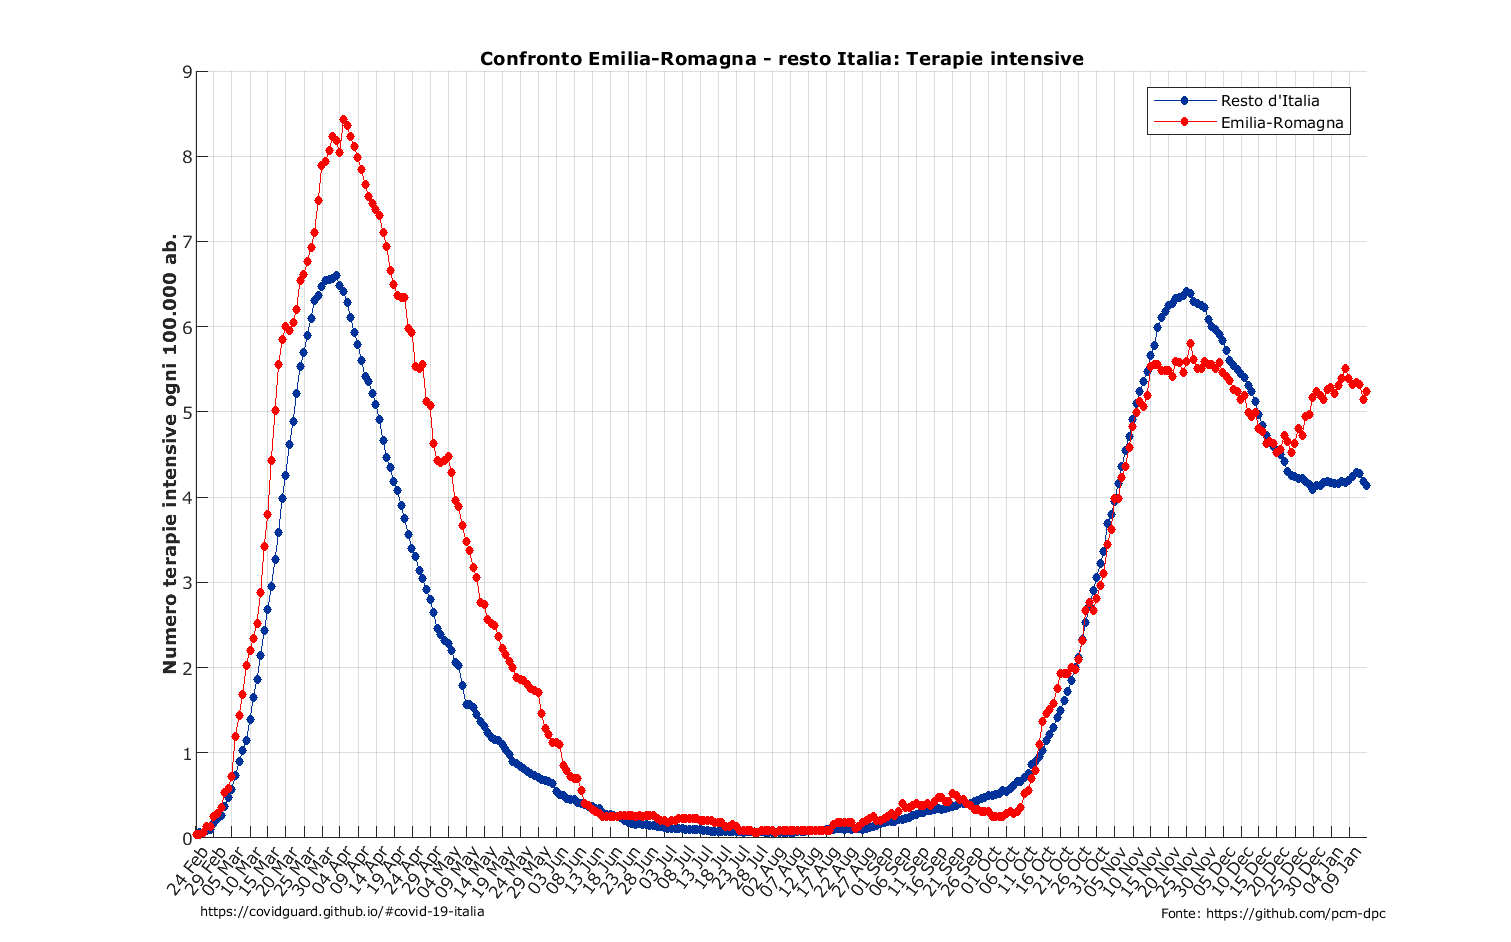 Confronto Emilia-Romagna - resto Italia: Terapie intensive
Resto d'Italia
Emilia-Romagna
Numero terapie intensive ogni 100.000 ab.
9
8
7
6
5
4
3
2
1
0
24 Feb
29 Feb
05 Mar
10 Mar
15 Mar
20 Mar
25 Mar
30 Mar
04 Apr
09 Apr
14 Apr
19 Apr
24 Apr
29 Apr
04 May
09 May
14 May
19 May
24 May
29 May
03 Jun
08 Jun
13 Jun
18 Jun
23 Jun
28 Jun
03 Jul
08 Jul
13 Jul
18 Jul
23 Jul
28 Jul
02 Aug
07 Aug
12 Aug
17 Aug
22 Aug
27 Aug
01 Sep
06 Sep
11 Sep
16 Sep
21 Sep
26 Sep
01 Oct
06 Oct
11 Oct
16 Oct
21 Oct
26 Oct
31 Oct
05 Nov
10 Nov
15 Nov
20 Nov
25 Nov
30 Nov
05 Dec
10 Dec
15 Dec
20 Dec
25 Dec
30 Dec
04 Jan
09 Jan
https://covidguard.github.io/#covid-19-italia
Fonte: https://github.com/pcm-dpc